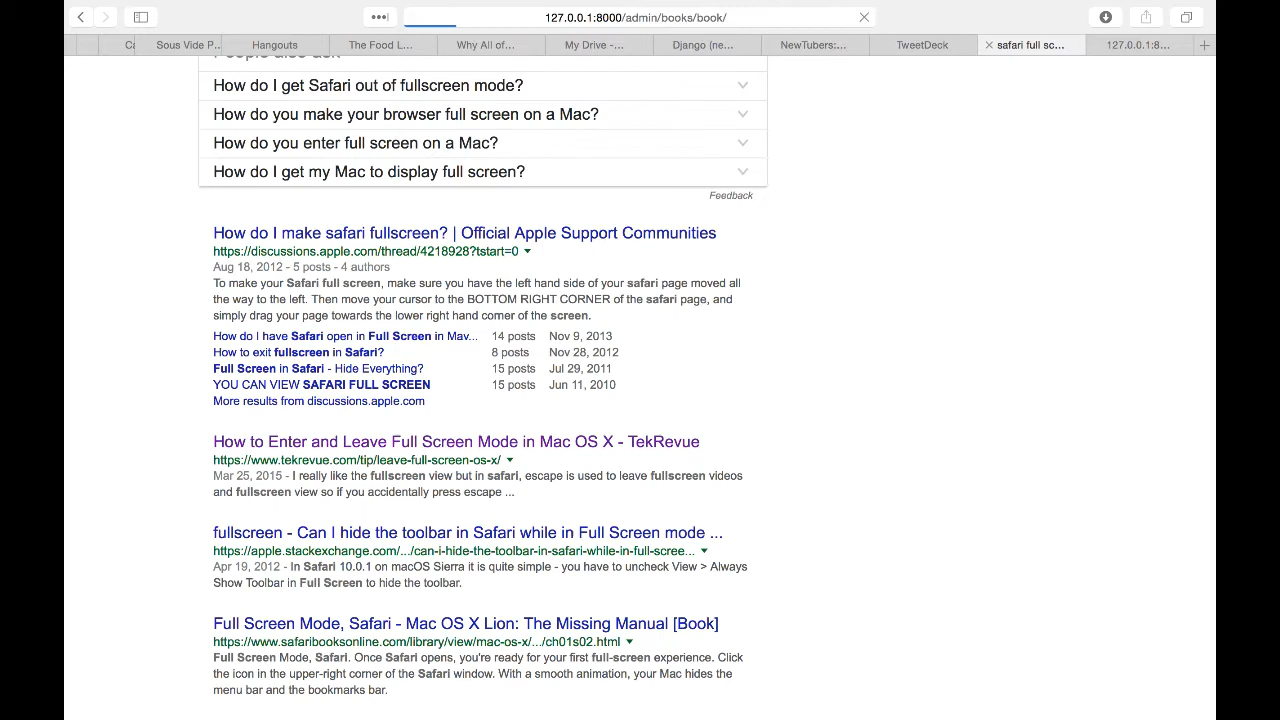 127.0.0.1:8000/admin/books/book/
Sous Vide P...
Hangouts
The Food L...
Why All of...
My Drive -...
Django (ne...
NewTubers:...
TweetDeck
safari full sc...
127.0.0.1:8...
People also ask
How do I get Safari out of fullscreen mode?
How do you make your browser full screen on a Mac?
How do you enter full screen on a Mac?
How do I get my Mac to display full screen?
Feedback
How do I make safari fullscreen? | Official Apple Support Communities
https://discussions.apple.com/thread/4218928?tstart=0
Aug 18, 2012 - 5 posts - 4 authors
To make your Safari full screen, make sure you have the left hand side of your safari page moved all
the way to the left. Then move your cursor to the BOTTOM RIGHT CORNER of the safari page, and
simply drag your page towards the lower right hand corner of the screen.
How do I have Safari open in Full Screen in Mav... 14 posts Nov 9, 2013
How to exit fullscreen in Safari? 8 posts Nov 28, 2012
Full Screen in Safari - Hide Everything? 15 posts Jul 29, 2011
YOU CAN VIEW SAFARI FULL SCREEN 15 posts Jun 11, 2010
More results from discussions.apple.com
How to Enter and Leave Full Screen Mode in Mac OS X - TekRevue
https://www.tekrevue.com/tip/leave-full-screen-os-x/
Mar 25, 2015 - I really like the fullscreen view but in safari, escape is used to leave fullscreen videos
and fullscreen view so if you accidentally press escape ...
fullscreen - Can I hide the toolbar in Safari while in Full Screen mode ...
https://apple.stackexchange.com/.../can-i-hide-the-toolbar-in-safari-while-in-full-scree...
Apr 19, 2012 - In Safari 10.0.1 on macOS Sierra it is quite simple - you have to uncheck View > Always
Show Toolbar in Full Screen to hide the toolbar.
Full Screen Mode, Safari - Mac OS X Lion: The Missing Manual [Book]
https://www.safaribooksonline.com/library/view/mac-os-x/.../ch01s02.html
Full Screen Mode, Safari. Once Safari opens, you're ready for your first full-screen experience. Click
the icon in the upper-right corner of the Safari window. With a smooth animation, your Mac hides the
menu bar and the bookmarks bar.